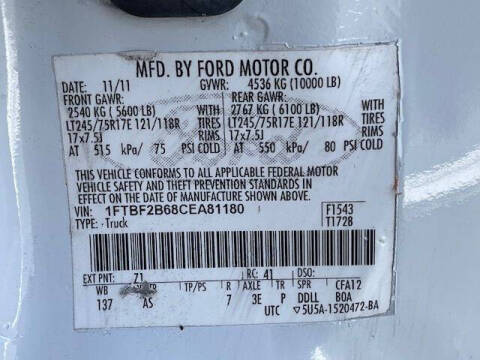 MFD. BY FORD MOTOR CO.
DATE: 11/11 GVWR: 4536 KG (10000 LB)
FRONT GAWR: REAR GAWR:
2540 KG (5600 LB) WITH 2767 KG (6100 LB) WITH
LT245/75R17E 121/118R TIRES LT245/75R17E 121/118R TIRES
17x7.5J RIMS 17x7.5J RIMS
AT 515 kPa/ 75 PSI COLD AT 550 kPa/ 80 PSI COLD
THIS VEHICLE CONFORMS TO ALL APPLICABLE FEDERAL MOTOR
VEHICLE SAFETY AND THEFT PREVENTION STANDARDS IN
EFFECT ON THE DATE OF MANUFACTURE SHOWN ABOVE.
VIN: 1FTBF2B68CEA81180 F1543
TYPE: Truck T1728
EXT PNT: Z1 RC: 41 DSO:
WB TP/PS R AXLE TR SPR CFA12
137 AS 7 3E P DDLL BOA
UTC 5U5A-1520472-BA
Ford